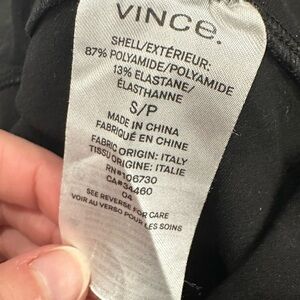 VINCE.
SHELL/EXTÉRIEUR:
87% POLYAMIDE/POLYAMIDE
13% ELASTANE/
ÉLASTHANNE
S/P
MADE IN CHINA
FABRIQUÉ EN CHINE
FABRIC ORIGIN: ITALY
TISSU ORIGINE: ITALIE
RN#106730
CA#34460
04
SEE REVERSE FOR CARE
VOIR AU VERSO POUR LES SOINS